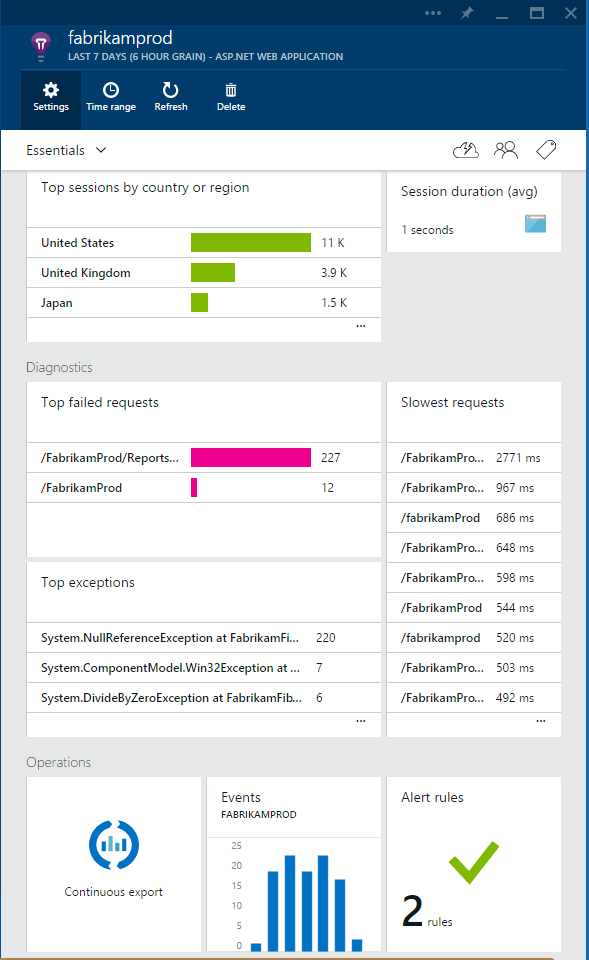 fabrikamprod
LAST 7 DAYS (6 HOUR GRAIN) - ASP.NET WEB APPLICATION
Settings
Time range
Refresh
Delete
Essentials
Top sessions by country or region
United States 11 K
United Kingdom 3.9 K
Japan 1.5 K
...
Session duration (avg)
1 seconds
Diagnostics
Top failed requests
/FabrikamProd/Reports... 227
/FabrikamProd 12
Slowest requests
/FabrikamPro... 2771 ms
/FabrikamPro... 967 ms
/fabrikamProd 686 ms
/FabrikamPro... 648 ms
/FabrikamPro... 598 ms
/FabrikamProd 544 ms
/fabrikamprod 520 ms
/FabrikamPro... 503 ms
/FabrikamPro... 492 ms
...
Top exceptions
System.NullReferenceException at FabrikamFi... 220
System.ComponentModel.Win32Exception at ... 7
System.DivideByZeroException at FabrikamFib... 6
...
Operations
Continuous export
Events
FABRIKAMPROD
25
20
15
10
5
0
Alert rules
2 rules